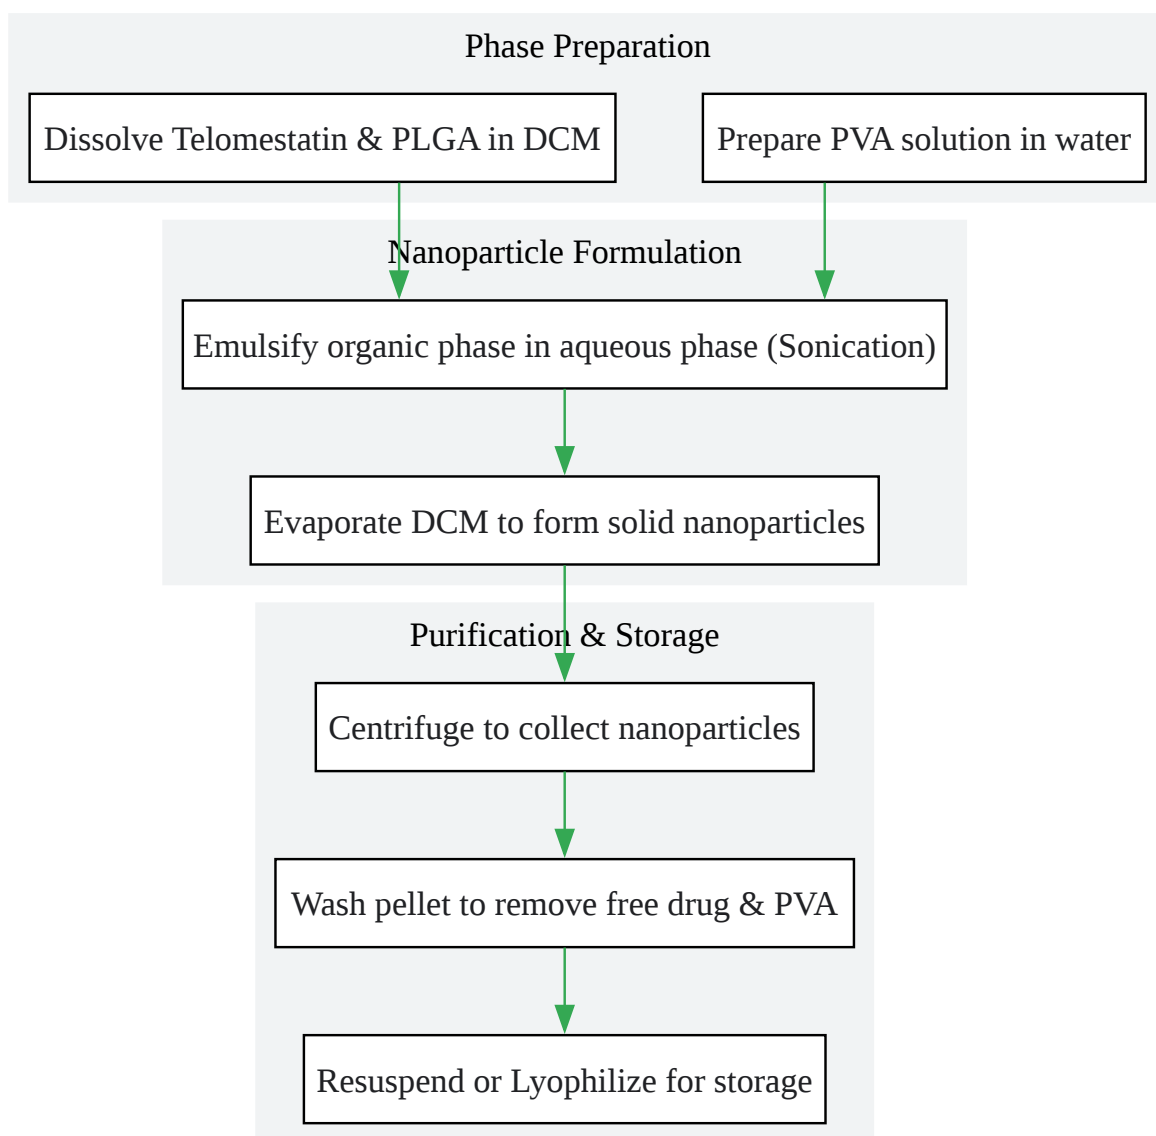 Phase Preparation
Dissolve Telomestatin & PLGA in DCM
Prepare PVA solution in water
Nanoparticle Formulation
Emulsify organic phase in aqueous phase (Sonication)
Evaporate DCM to form solid nanoparticles
Purification & Storage
Centrifuge to collect nanoparticles
Wash pellet to remove free drug & PVA
Resuspend or Lyophilize for storage